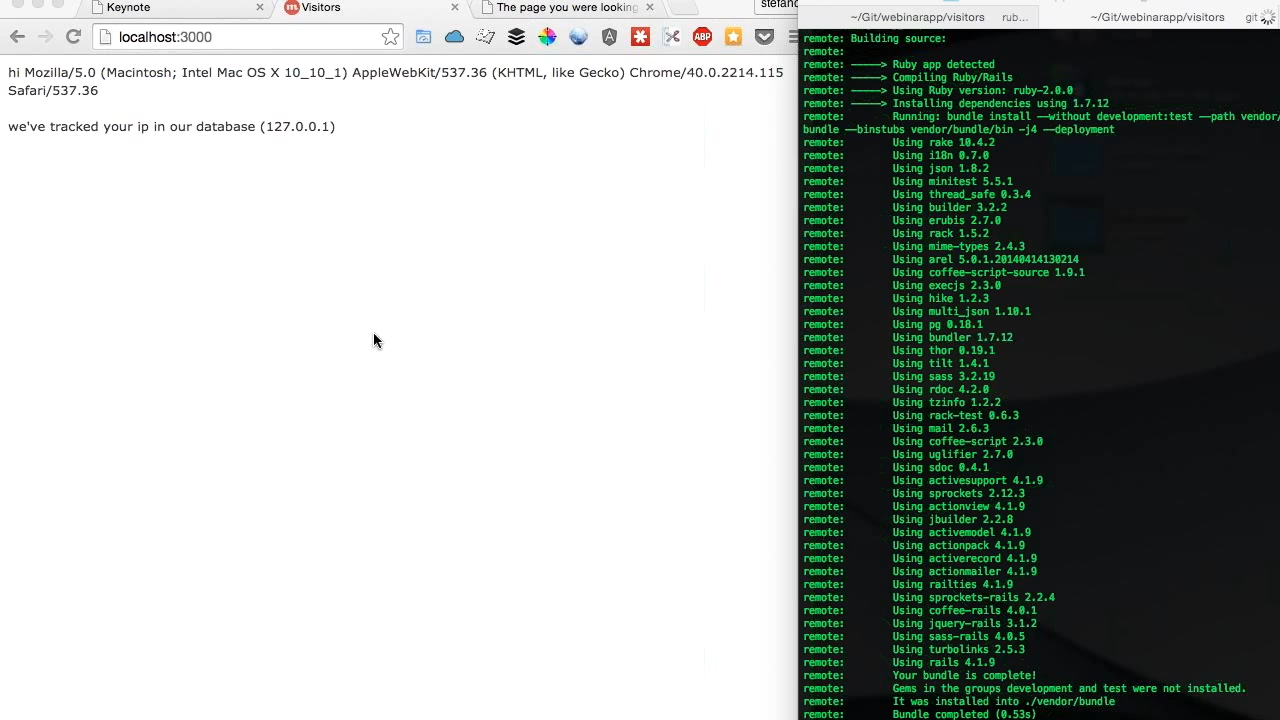 Keynote
Visitors
The page you were looking
stefano
localhost:3000
ABP
hi Mozilla/5.0 (Macintosh; Intel Mac OS X 10_10_1) AppleWebKit/537.36 (KHTML, like Gecko) Chrome/40.0.2214.115
Safari/537.36
we've tracked your ip in our database (127.0.0.1)
~/Git/webinarapp/visitors rub...
~/Git/webinarapp/visitors git
remote: Building source:
remote:
remote: -----> Ruby app detected
remote: -----> Compiling Ruby/Rails
remote: -----> Using Ruby version: ruby-2.0.0
remote: -----> Installing dependencies using 1.7.12
remote: Running: bundle install --without development:test --path vendor/
bundle --binstubs vendor/bundle/bin -j4 --deployment
remote: Using rake 10.4.2
remote: Using i18n 0.7.0
remote: Using json 1.8.2
remote: Using minitest 5.5.1
remote: Using thread_safe 0.3.4
remote: Using builder 3.2.2
remote: Using erubis 2.7.0
remote: Using rack 1.5.2
remote: Using mime-types 2.4.3
remote: Using arel 5.0.1.20140414130214
remote: Using coffee-script-source 1.9.1
remote: Using execjs 2.3.0
remote: Using hike 1.2.3
remote: Using multi_json 1.10.1
remote: Using pg 0.18.1
remote: Using bundler 1.7.12
remote: Using thor 0.19.1
remote: Using tilt 1.4.1
remote: Using sass 3.2.19
remote: Using rdoc 4.2.0
remote: Using tzinfo 1.2.2
remote: Using rack-test 0.6.3
remote: Using mail 2.6.3
remote: Using coffee-script 2.3.0
remote: Using uglifier 2.7.0
remote: Using sdoc 0.4.1
remote: Using activesupport 4.1.9
remote: Using sprockets 2.12.3
remote: Using actionview 4.1.9
remote: Using jbuilder 2.2.8
remote: Using activemodel 4.1.9
remote: Using actionpack 4.1.9
remote: Using activerecord 4.1.9
remote: Using actionmailer 4.1.9
remote: Using railties 4.1.9
remote: Using sprockets-rails 2.2.4
remote: Using coffee-rails 4.0.1
remote: Using jquery-rails 3.1.2
remote: Using sass-rails 4.0.5
remote: Using turbolinks 2.5.3
remote: Using rails 4.1.9
remote: Your bundle is complete!
remote: Gems in the groups development and test were not installed.
remote: It was installed into ./vendor/bundle
remote: Bundle completed (0.53s)